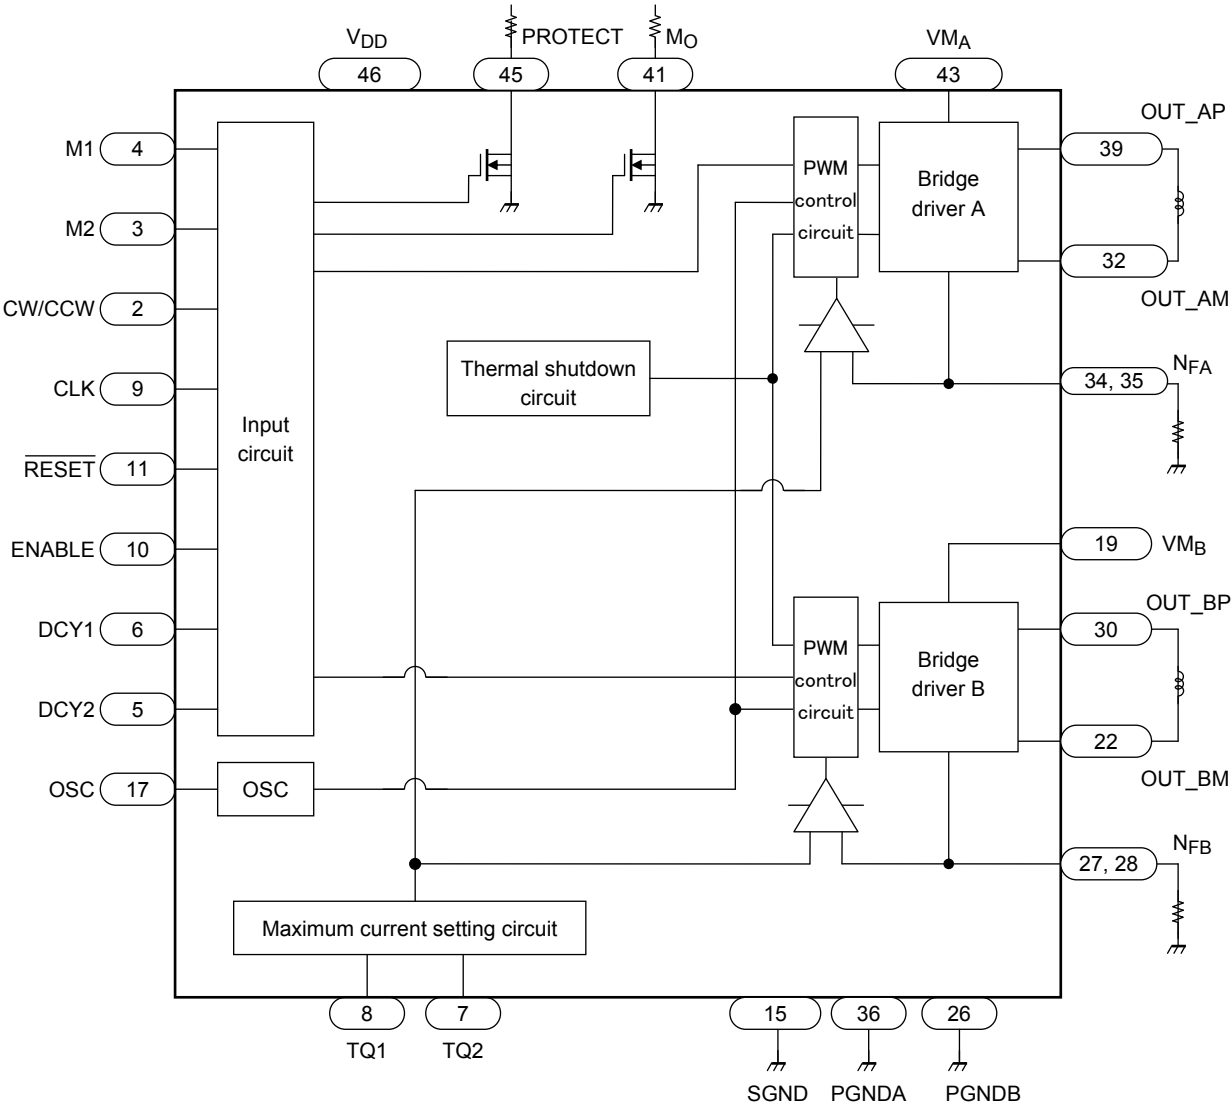 VDD
PROTECT
MO
VMA
46
45
41
43
OUT_AP
M1
4
39
PWM
control
circuit
Bridge
driver A
M2
3
32
OUT_AM
CW/CCW
2
Thermal shutdown
circuit
NFA
34, 35
CLK
9
Input
circuit
RESET
11
ENABLE
10
19
VMB
OUT_BP
DCY1
6
30
PWM
control
circuit
Bridge
driver B
DCY2
5
22
OUT_BM
OSC
17
OSC
NFB
27, 28
Maximum current setting circuit
8
7
15
36
26
TQ1
TQ2
SGND
PGNDA
PGNDB